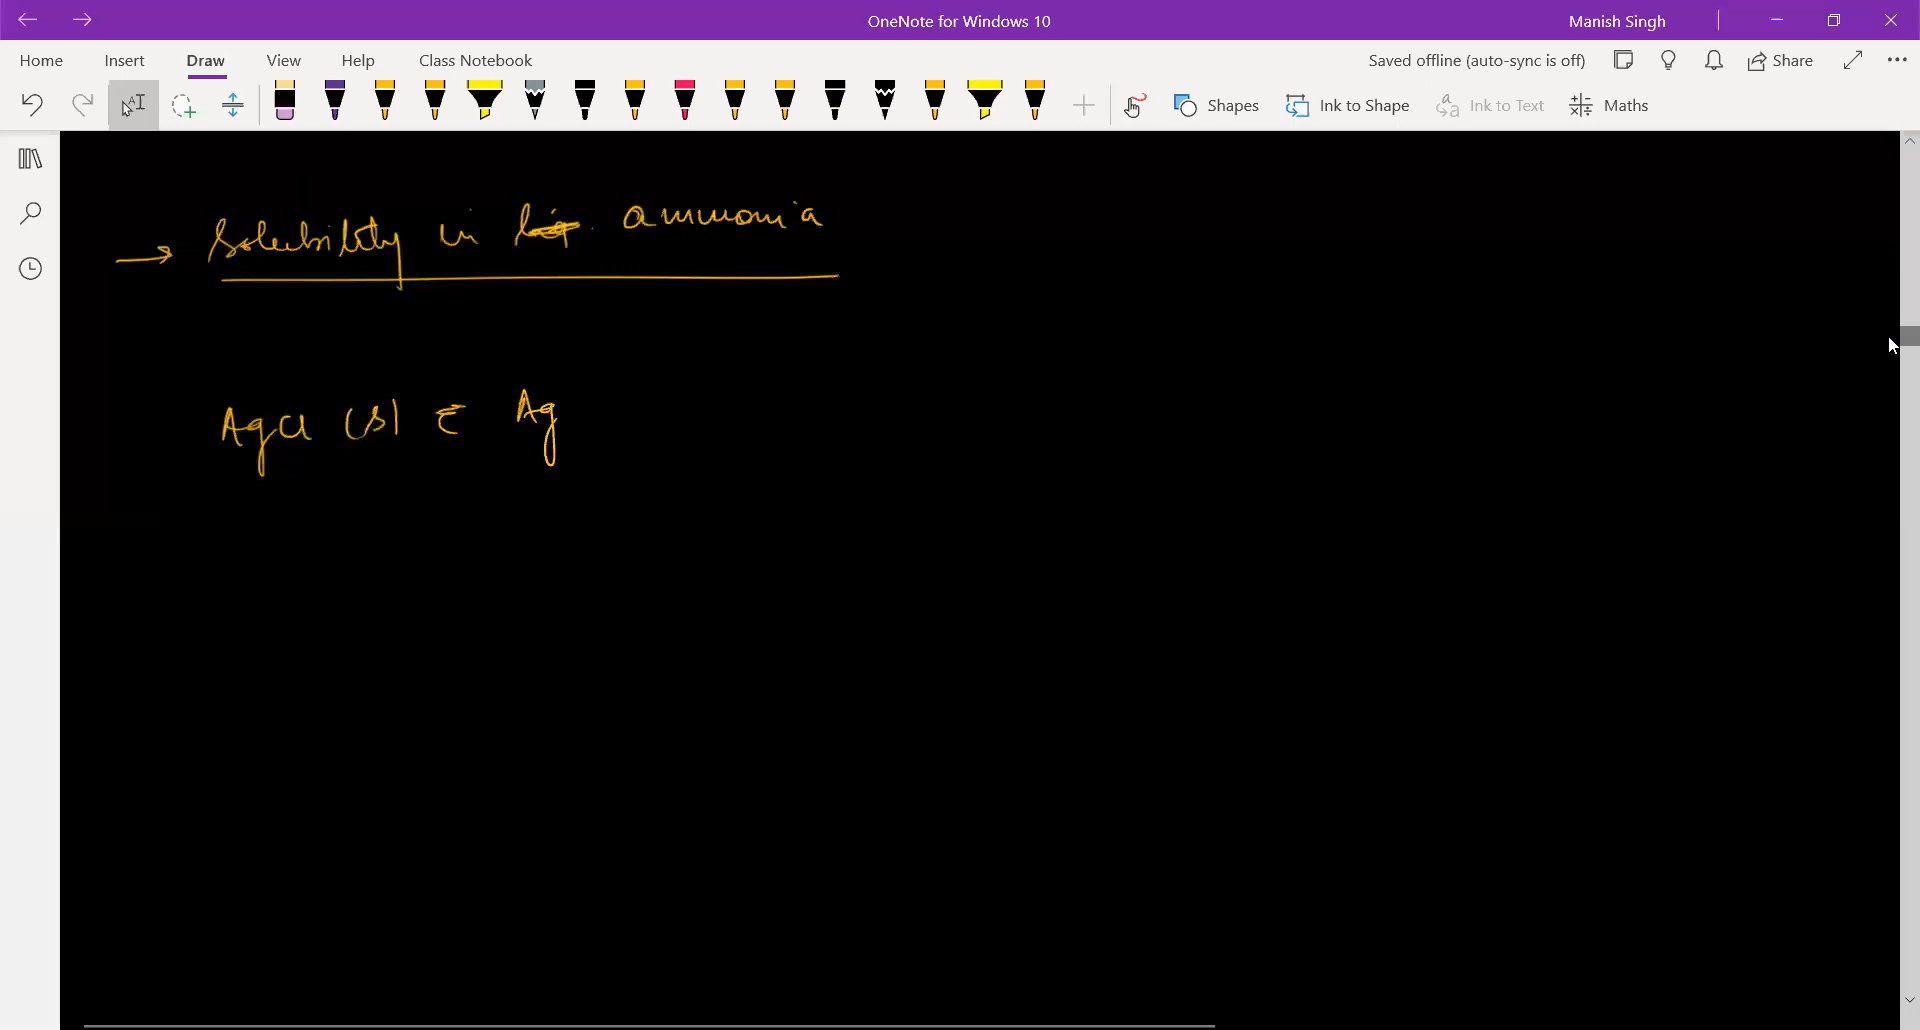 OneNote for Windows 10
Manish Singh
Home Insert Draw View Help Class Notebook
Saved offline (auto-sync is off) Share
Shapes Ink to Shape Ink to Text Maths
→ Solubility in liq. ammonia
AgCl (s) ⇌ Ag